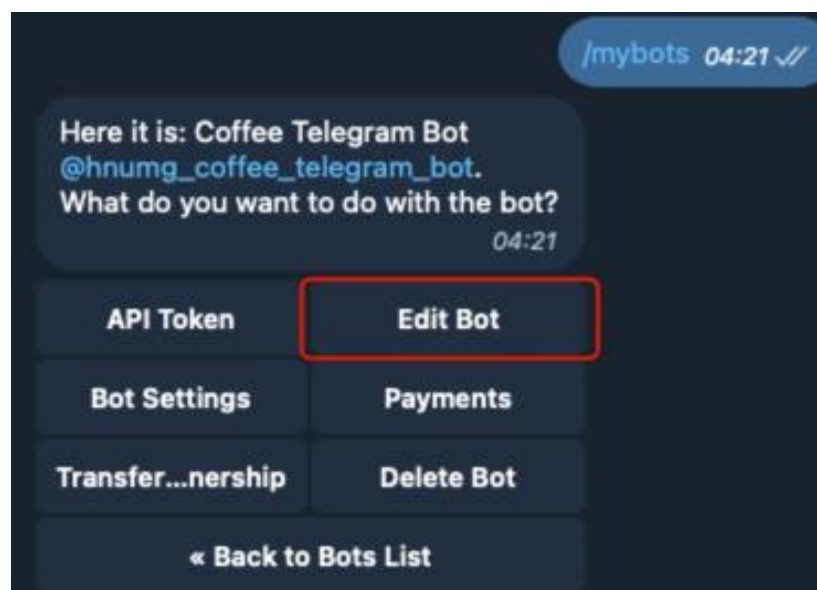 /mybots 04:21
Here it is: Coffee Telegram Bot
@hnumg_coffee_telegram_bot.
What do you want to do with the bot?
04:21
API Token Edit Bot
Bot Settings Payments
Transfer...nership Delete Bot
« Back to Bots List